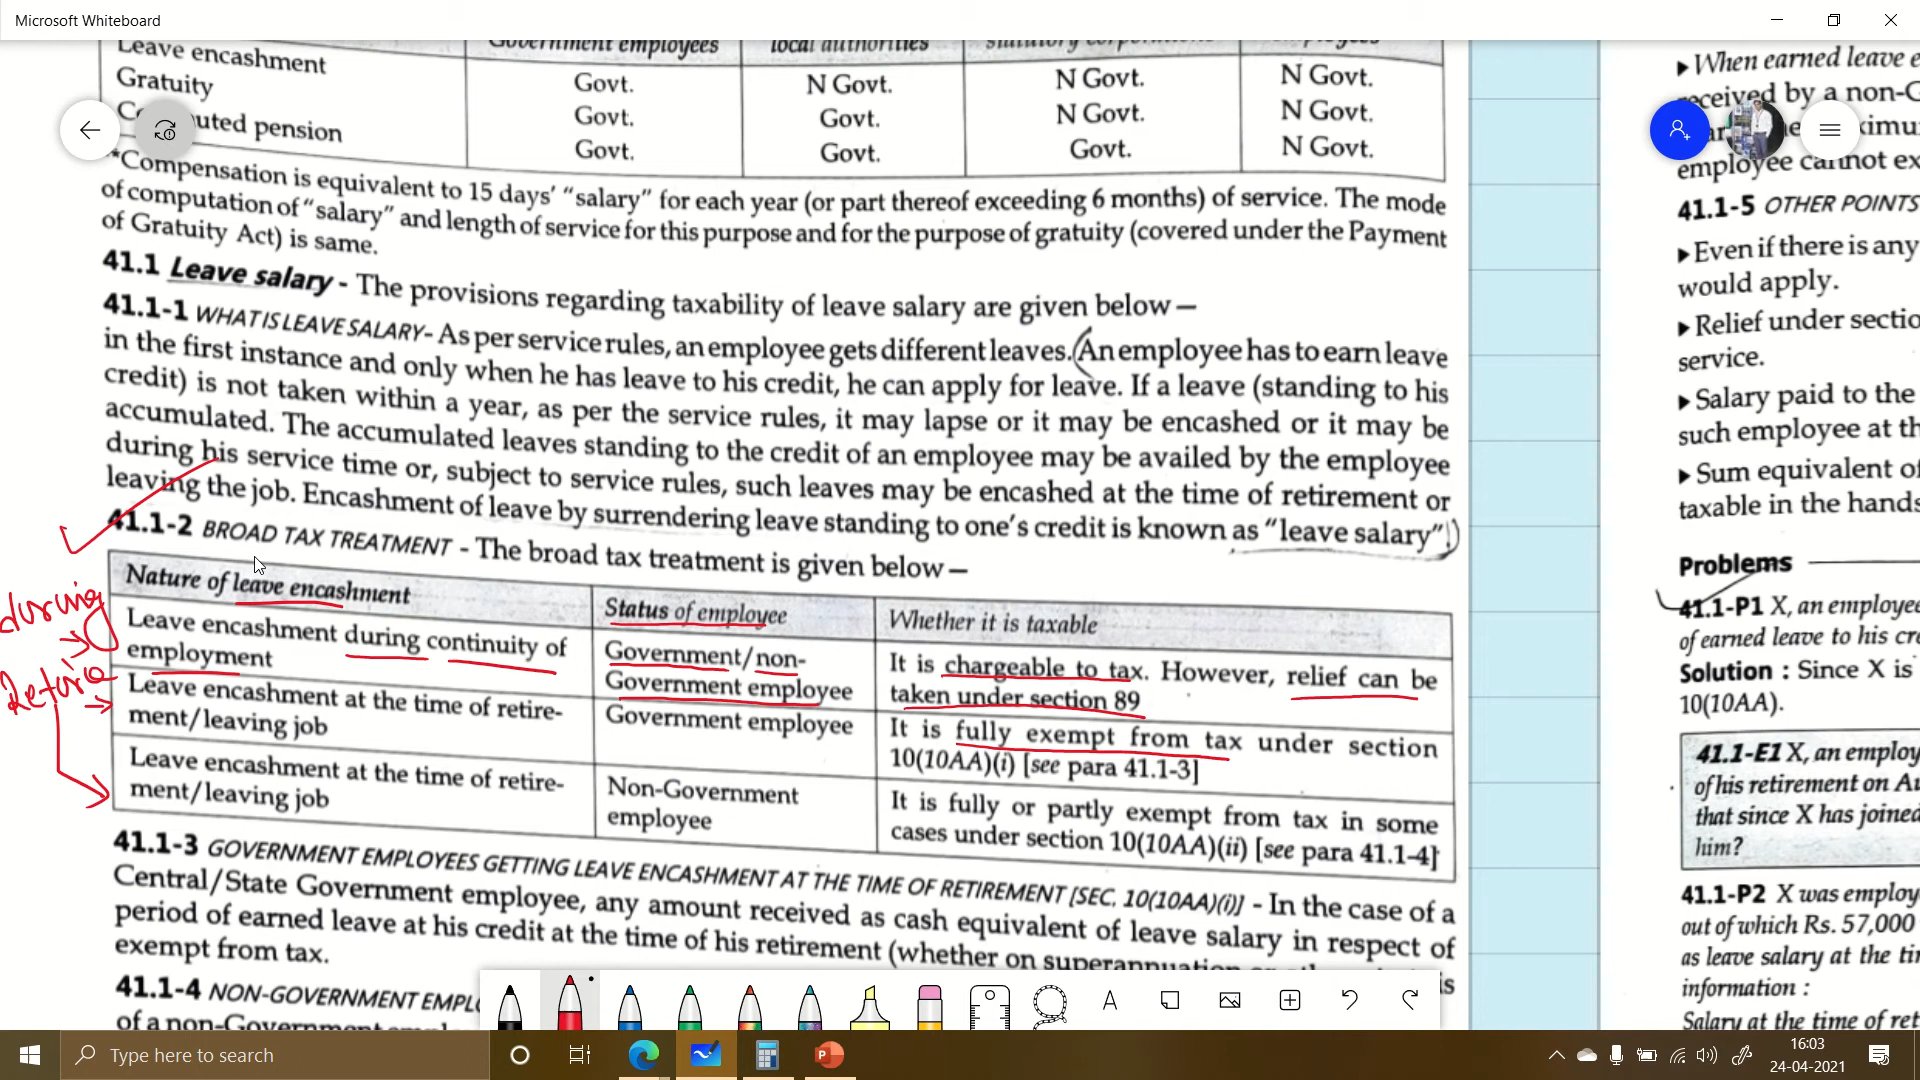 Microsoft Whiteboard
Government employees local authorities
Leave encashment Govt. N Govt. N Govt. N Govt.
Gratuity Govt. Govt. N Govt. N Govt.
pension Govt. Govt. Govt. N Govt.
**Compensation is equivalent to 15 days' "salary" for each year (or part thereof exceeding 6 months) of service. The mode
of computation of "salary" and length of service for this purpose and for the purpose of gratuity (covered under the Payment
of Gratuity Act) is same.
41.1 Leave salary - The provisions regarding taxability of leave salary are given below —
41.1-1 WHAT IS LEAVE SALARY - As per service rules, an employee gets different leaves. An employee has to earn leave
in the first instance and only when he has leave to his credit, he can apply for leave. If a leave (standing to his
credit) is not taken within a year, as per the service rules, it may lapse or it may be encashed or it may be
accumulated. The accumulated leaves standing to the credit of an employee may be availed by the employee
during his service time or, subject to service rules, such leaves may be encashed at the time of retirement or
leaving the job. Encashment of leave by surrendering leave standing to one's credit is known as "leave salary".
41.1-2 BROAD TAX TREATMENT - The broad tax treatment is given below —
Nature of leave encashment Status of employee Whether it is taxable
during
Leave encashment during continuity of
employment
Government/non-
Government employee
It is chargeable to tax. However, relief can be
taken under section 89
Retire
Leave encashment at the time of retire-
ment/leaving job
Government employee
It is fully exempt from tax under section
10(10AA)(i) [see para 41.1-3]
Leave encashment at the time of retire-
ment/leaving job
Non-Government
employee
It is fully or partly exempt from tax in some
cases under section 10(10AA)(ii) [see para 41.1-4]
41.1-3 GOVERNMENT EMPLOYEES GETTING LEAVE ENCASHMENT AT THE TIME OF RETIREMENT [SEC. 10(10AA)(i)] - In the case of a
Central/State Government employee, any amount received as cash equivalent of leave salary in respect of
period of earned leave at his credit at the time of his retirement (whether on superannuation
exempt from tax.
41.1-4 NON-GOVERNMENT
of a non-Government
When earned leave
received by a non-
employee cannot
41.1-5 OTHER POINTS
Even if there is any
would apply.
Relief under
service.
Salary paid to the
such employee at
Sum equivalent of
taxable in the hands
Problems
41.1-P1 X, an employee
of earned leave to his
Solution : Since X is
10(10AA).
41.1-E1 X, an
of his retirement on
that since X has joined
him?
41.1-P2 X was
out of which Rs. 57,000
as leave salary at the
information :
Salary at the time of
A
Type here to search
16:03
24-04-2021